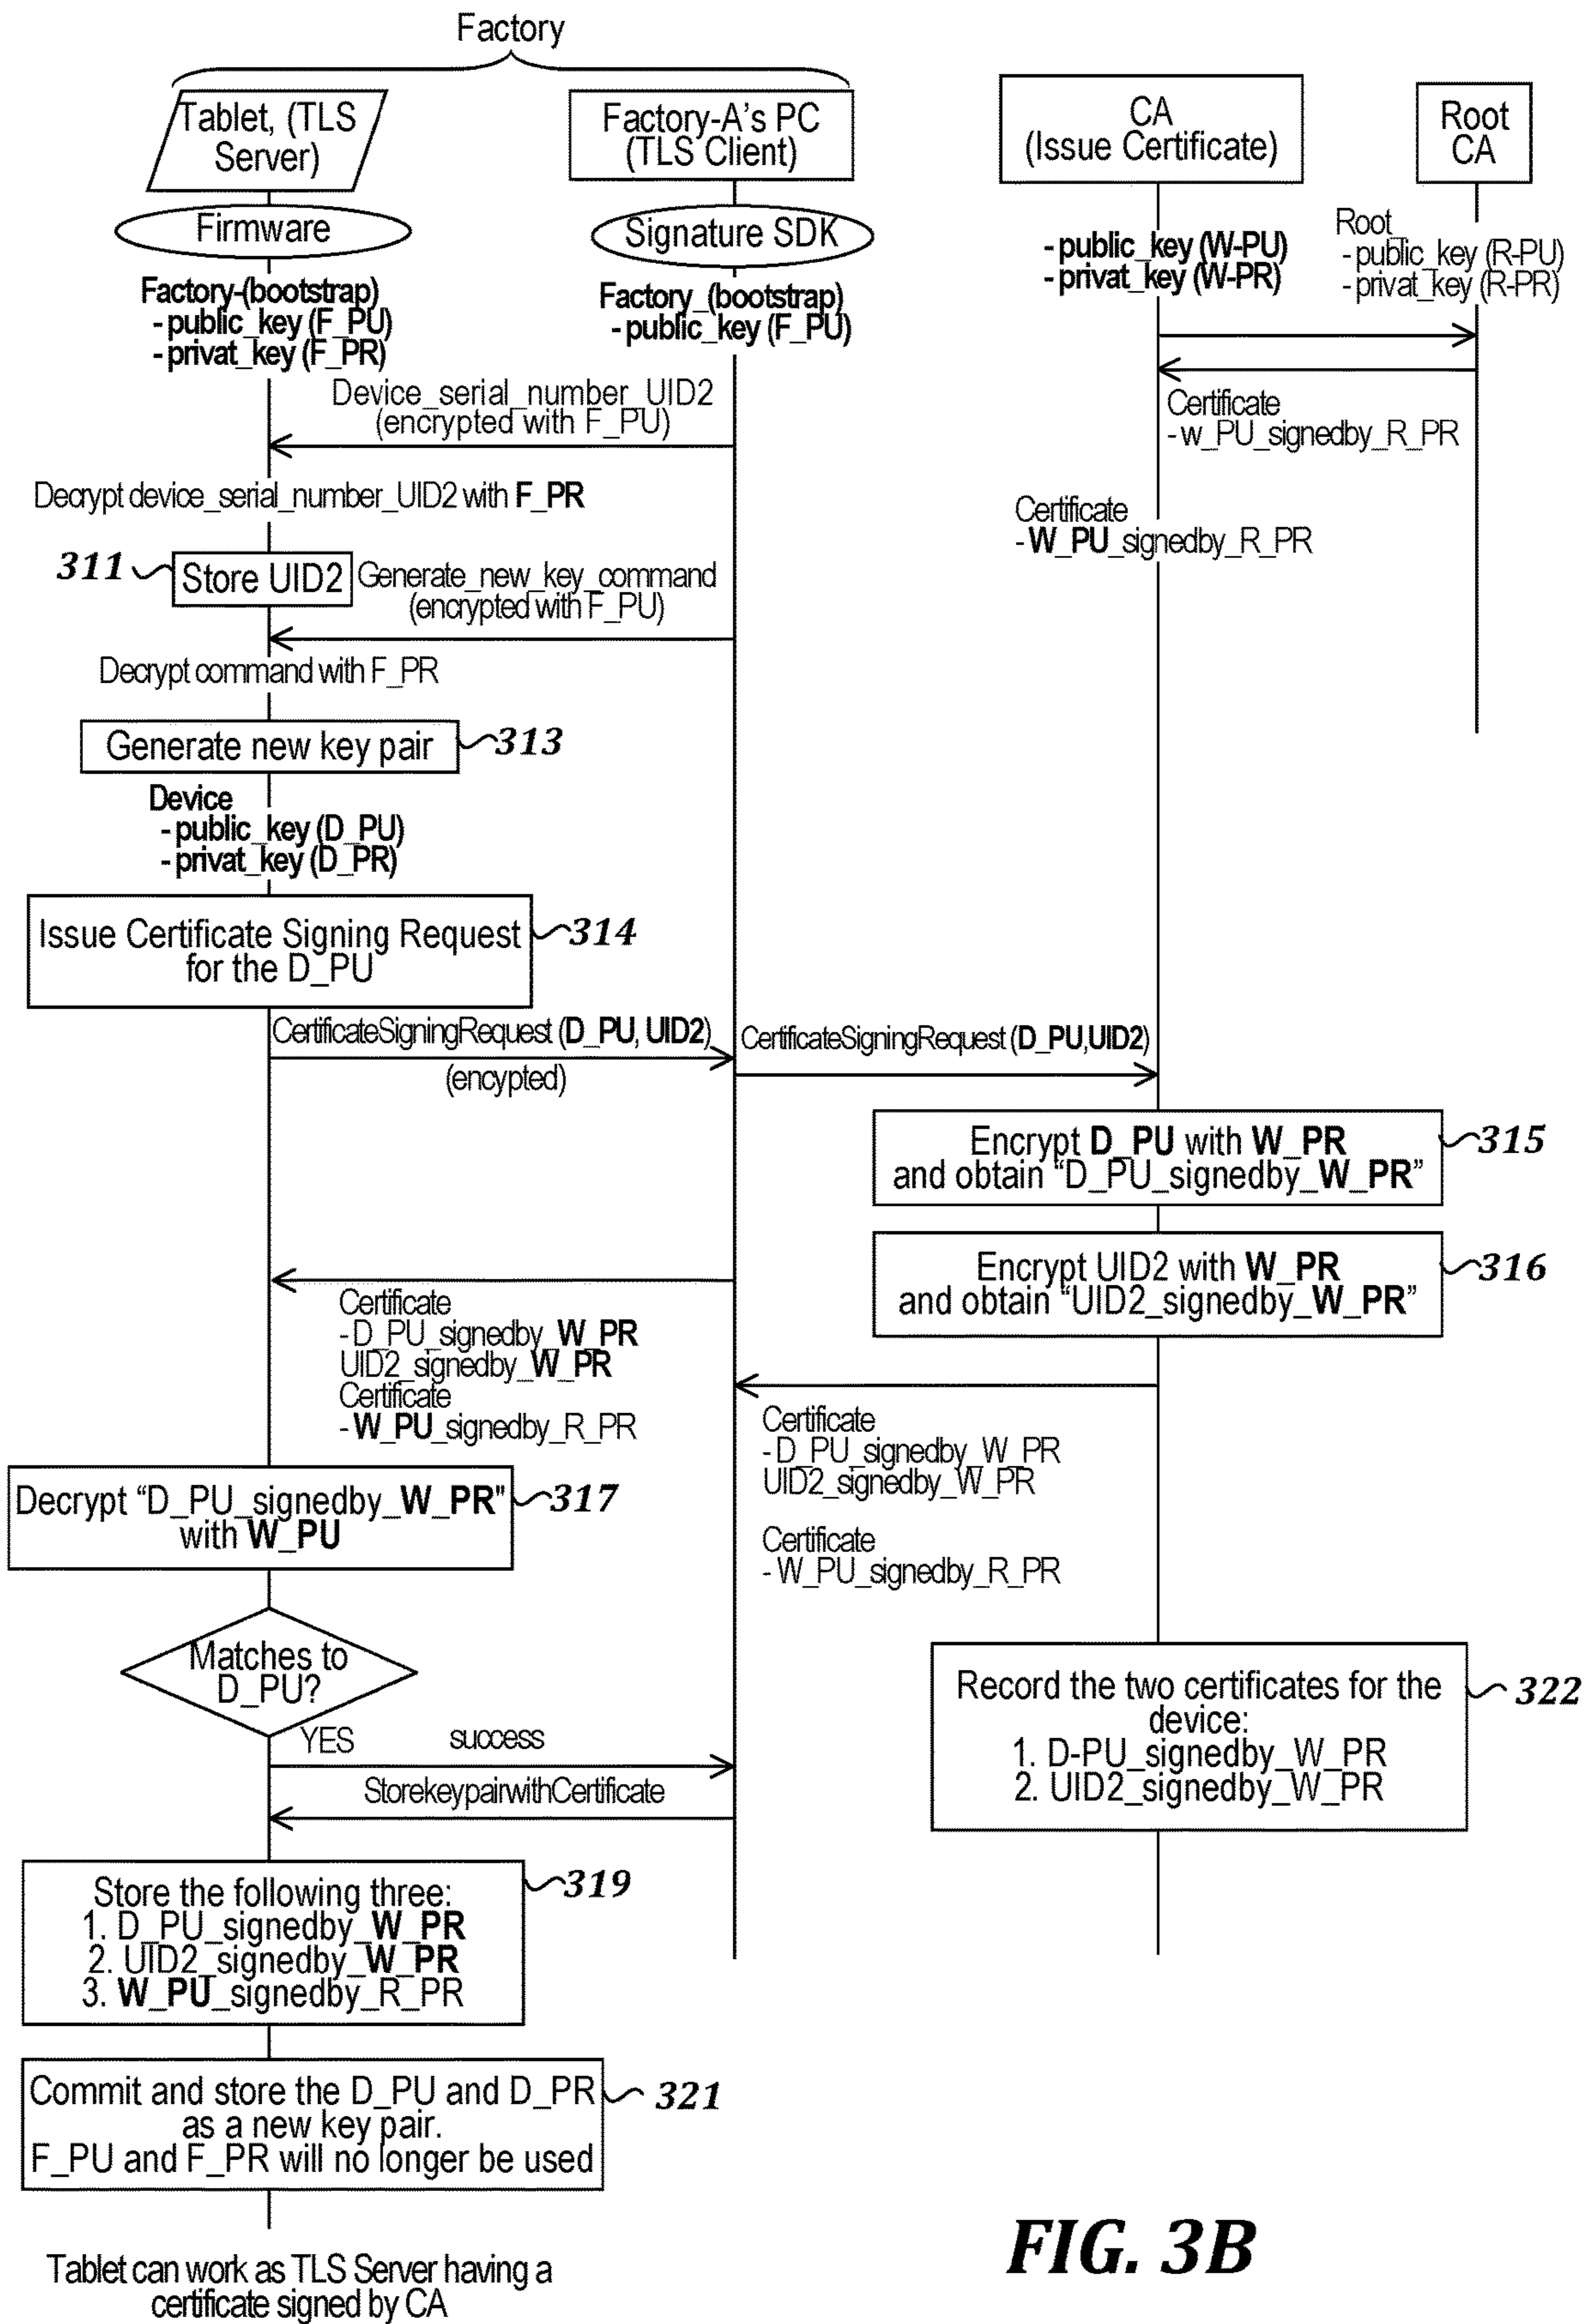 Factory
Tablet, (TLS
Server)
Factory-A's PC
(TLS Client)
CA
(Issue Certificate)
Root
CA
Firmware
Signature SDK
- public_key (W-PU)
- privat_key (W-PR)
Root_
- public_key (R-PU)
- privat_key (R-PR)
Factory-(bootstrap)
- public_key (F_PU)
- privat_key (F_PR)
Factory_(bootstrap)
- public_key (F_PU)
Device_serial_number_UID2
(encrypted with F_PU)
Certificate
- w_PU_signedby_R_PR
Decrypt device_serial_number_UID2 with F_PR
Certificate
- W_PU_signedby_R_PR
311
Store UID2
Generate_new_key_command
(encrypted with F_PU)
Decrypt command with F_PR
Generate new key pair
313
Device
- public_key (D_PU)
- privat_key (D_PR)
Issue Certificate Signing Request
for the D_PU
314
CertificateSigningRequest (D_PU, UID2)
(encypted)
CertificateSigningRequest (D_PU,UID2)
Encrypt D_PU with W_PR
and obtain “D_PU_signedby_W_PR”
315
Encrypt UID2 with W_PR
and obtain “UID2_signedby_W_PR”
316
Certificate
- D_PU_signedby_W_PR
UID2_signedby_W_PR
Certificate
- W_PU_signedby_R_PR
Certificate
- D_PU_signedby_W_PR
UID2_signedby_W_PR
Certificate
- W_PU_signedby_R_PR
Decrypt “D_PU_signedby_W_PR"
with W_PU
317
Matches to
D_PU?
YES
success
StorekeypairwithCertificate
Record the two certificates for the
device:
1. D-PU_signedby_W_PR
2. UID2_signedby_W_PR
322
Store the following three:
1. D_PU_signedby_W_PR
2. UID2_signedby_W_PR
3. W_PU_signedby_R_PR
319
Commit and store the D_PU and D_PR
as a new key pair.
F_PU and F_PR will no longer be used
321
Tablet can work as TLS Server having a
certificate signed by CA
FIG. 3B